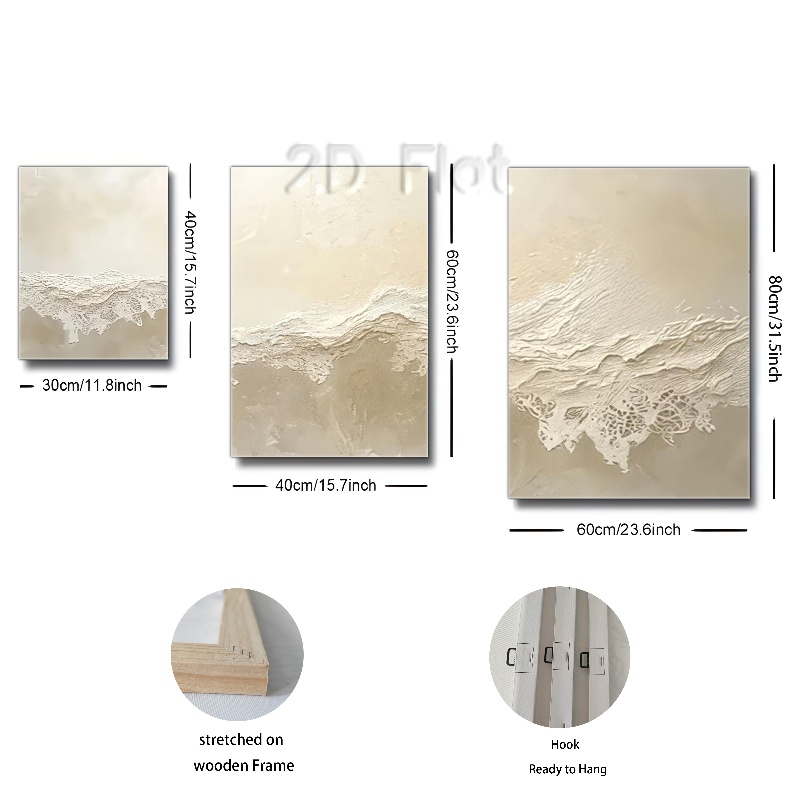 2D Flat
40cm/15.7inch
30cm/11.8inch
60cm/23.6inch
40cm/15.7inch
80cm/31.5inch
60cm/23.6inch
stretched on
wooden Frame
Hook
Ready to Hang